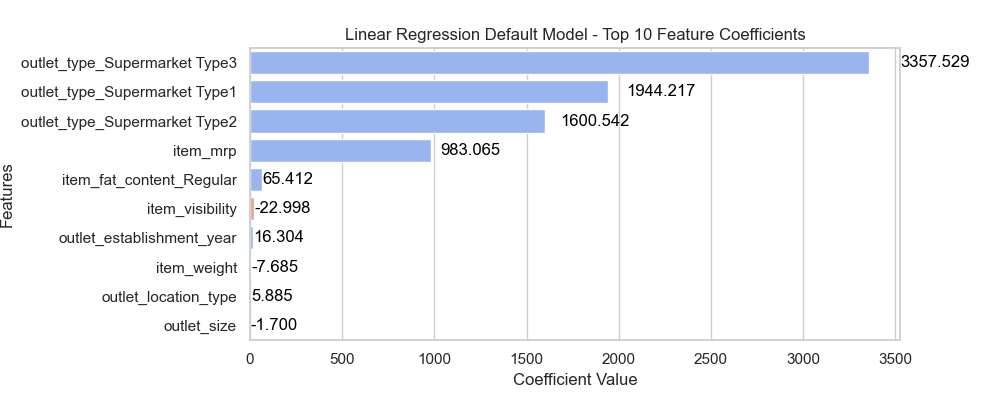 Linear Regression Default Model - Top 10 Feature Coefficients
Features
outlet_type_Supermarket Type3 3357.529
outlet_type_Supermarket Type1 1944.217
outlet_type_Supermarket Type2 1600.542
item_mrp 983.065
item_fat_content_Regular 65.412
item_visibility -22.998
outlet_establishment_year 16.304
item_weight -7.685
outlet_location_type 5.885
outlet_size -1.700
0 500 1000 1500 2000 2500 3000 3500
Coefficient Value